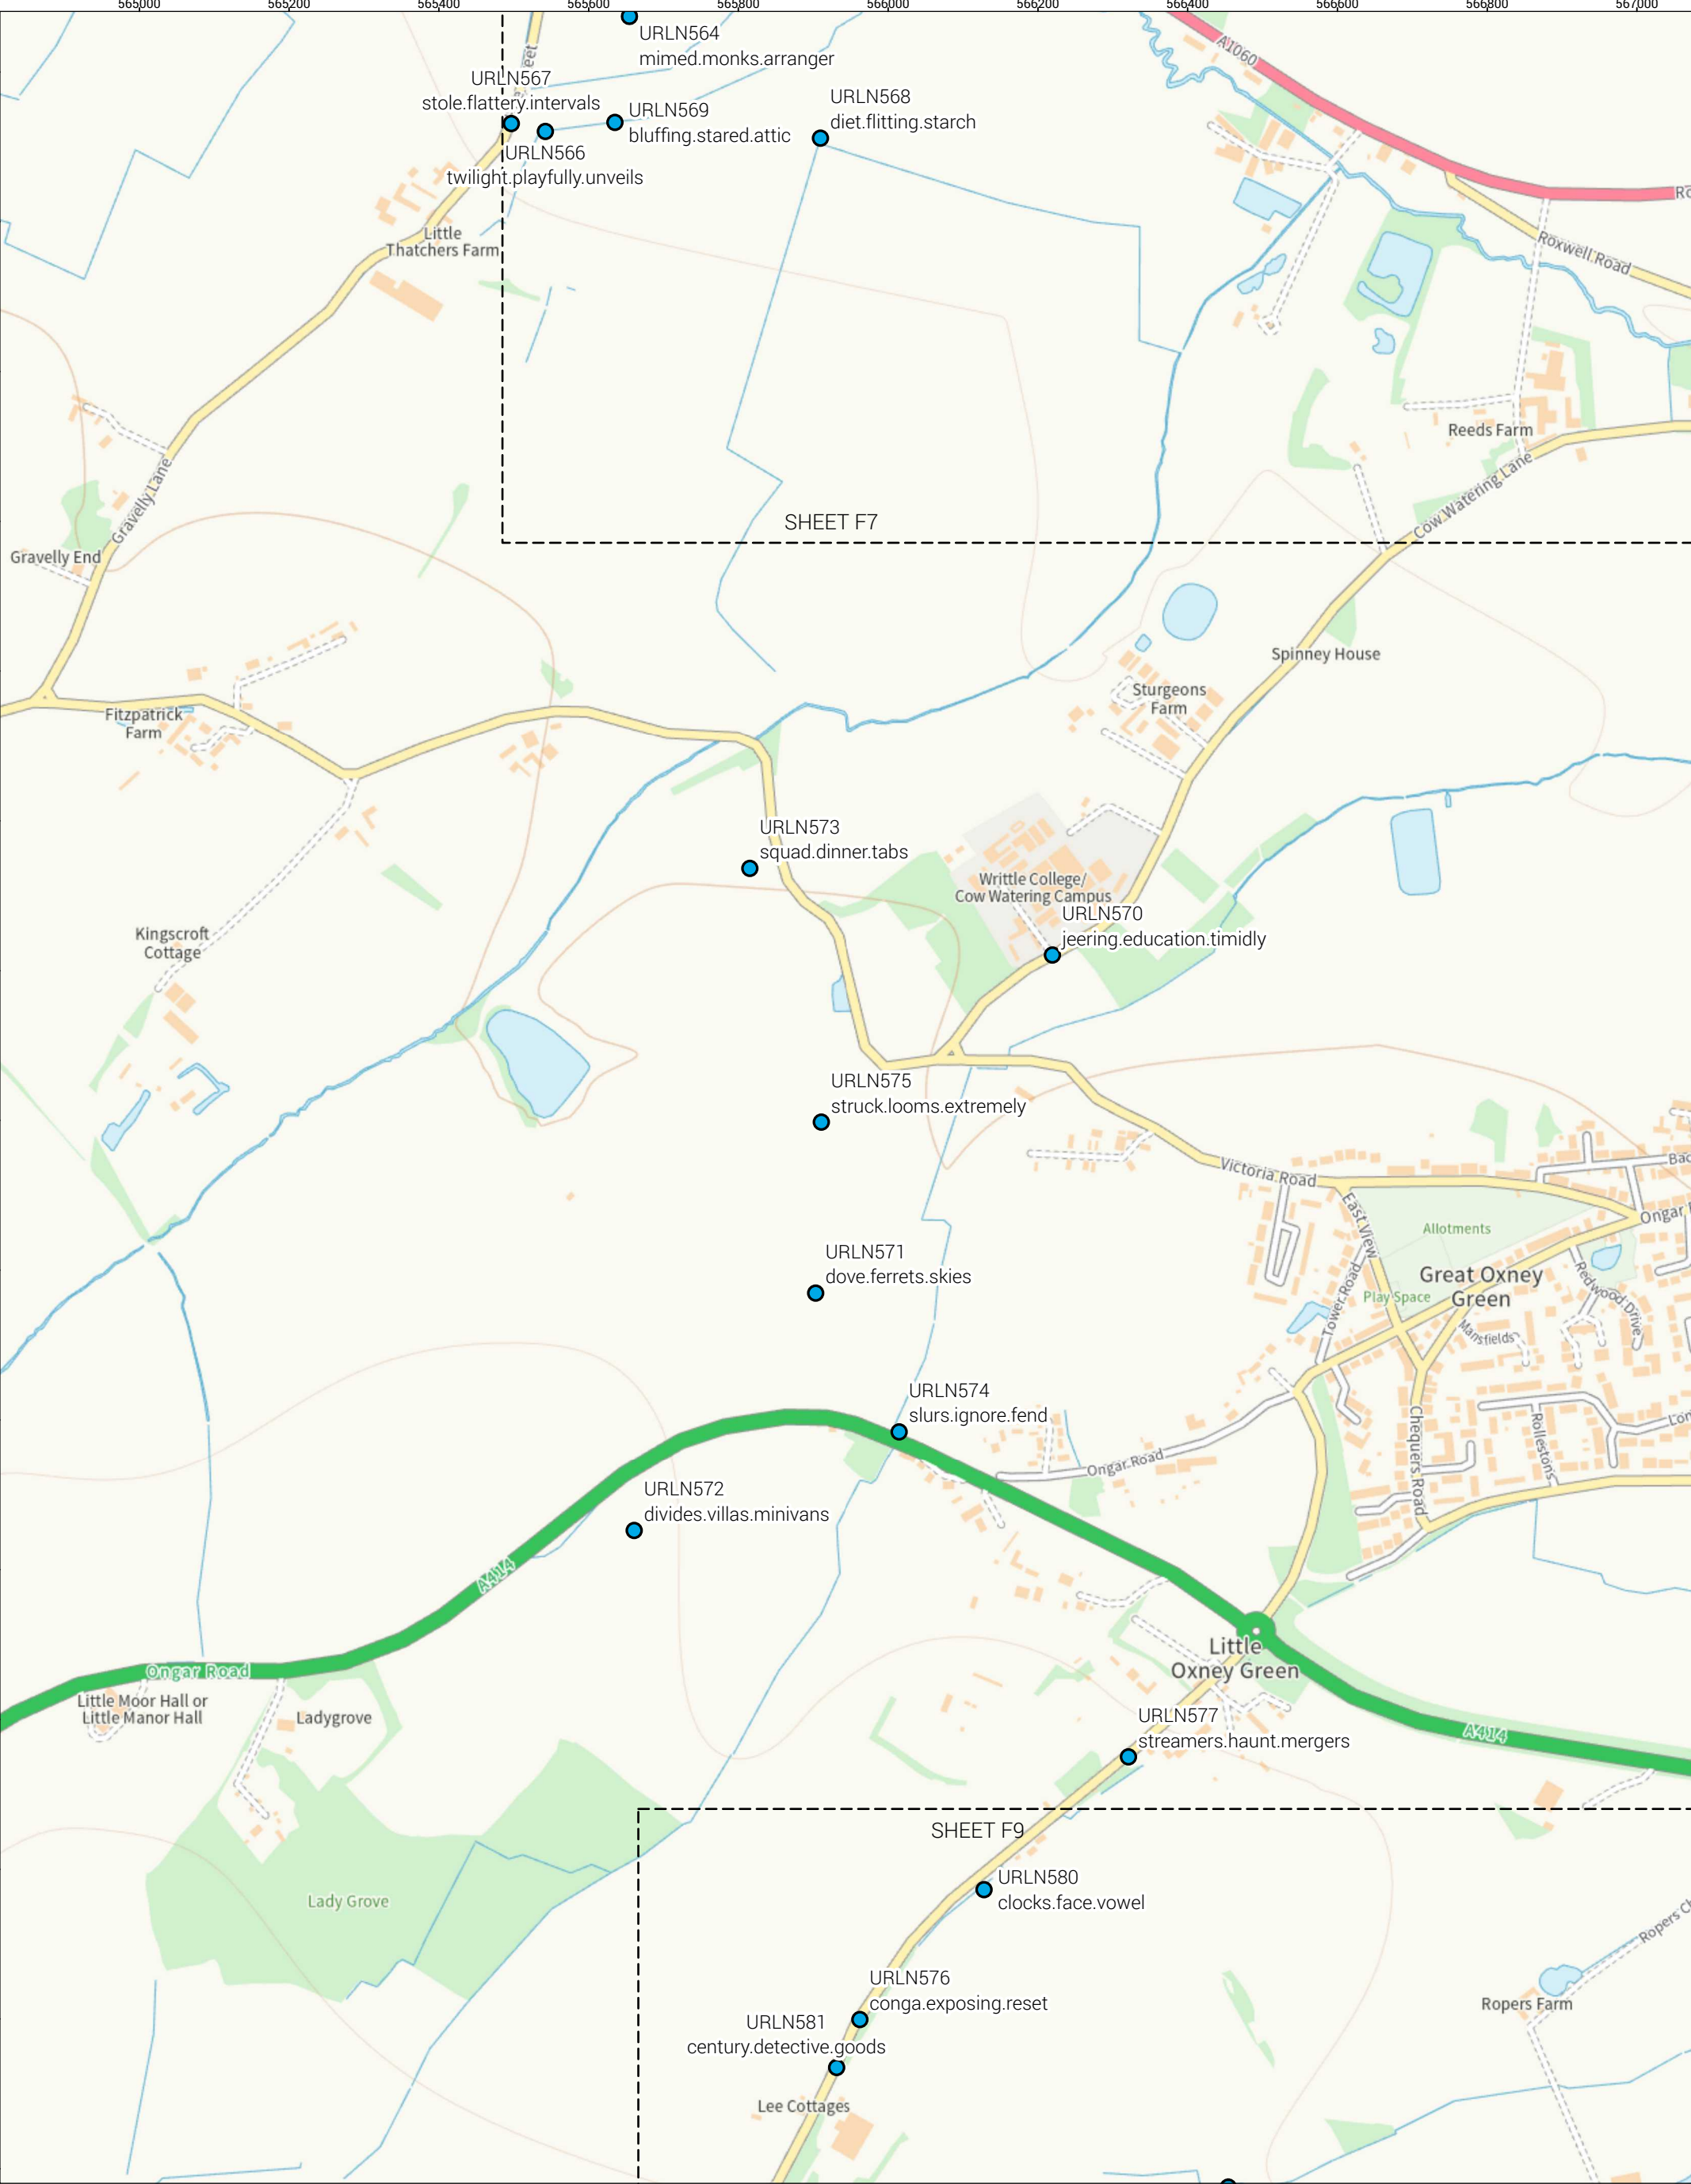 565000 565200 565400 565600 565800 566000 566200 566400 566600 566800 567000
URLN564
mimed.monks.arranger
A1060
URLN567
stole.flattery.intervals
URLN569
bluffing.stared.attic
URLN568
diet.flitting.starch
URLN566
twilight.playfully.unveils
Little
Thatchers Farm
Roxwell Road
Reeds Farm
Cow Watering Lane
Gravelly Lane
SHEET F7
Gravelly End
Spinney House
Sturgeons
Farm
Fitzpatrick
Farm
URLN573
squad.dinner.tabs
Writtle College/
Cow Watering Campus
URLN570
jeering.education.timidly
Kingscroft
Cottage
URLN575
struck.looms.extremely
Victoria Road
East View
Allotments
Ongar
URLN571
dove.ferrets.skies
Great Oxney
Green
Play Space
Tower Road
Redwood Drive
Mansfields
URLN574
slurs.ignore.fend
Ongar Road
Chequers Road
Rollestons
URLN572
divides.villas.minivans
A414
Little
Oxney Green
Ongar Road
Little Moor Hall or
Little Manor Hall
Ladygrove
URLN577
streamers.haunt.mergers
A414
SHEET F9
URLN580
clocks.face.vowel
Lady Grove
Ropers
URLN576
conga.exposing.reset
Ropers Farm
URLN581
century.detective.goods
Lee Cottages